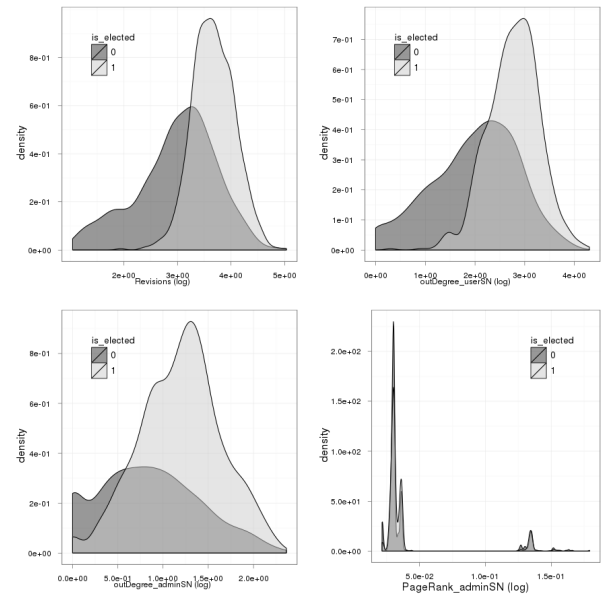 is_elected
0
1
8e-01
6e-01
4e-01
2e-01
0e+00
density
2e+00 3e+00 4e+00 5e+00
Revisions (log)
is_elected
0
1
7e-01
6e-01
5e-01
4e-01
3e-01
2e-01
1e-01
0e+00
density
0e+00 1e+00 2e+00 3e+00 4e+00
outDegree_userSN (log)
is_elected
0
1
8e-01
6e-01
4e-01
2e-01
0e+00
density
0.0e+00 5.0e-01 1.0e+00 1.5e+00 2.0e+00
outDegree_adminSN (log)
is_elected
0
1
2.0e+02
1.5e+02
1.0e+02
5.0e+01
0.0e+00
density
5.0e-02 1.0e-01 1.5e-01
PageRank_adminSN (log)